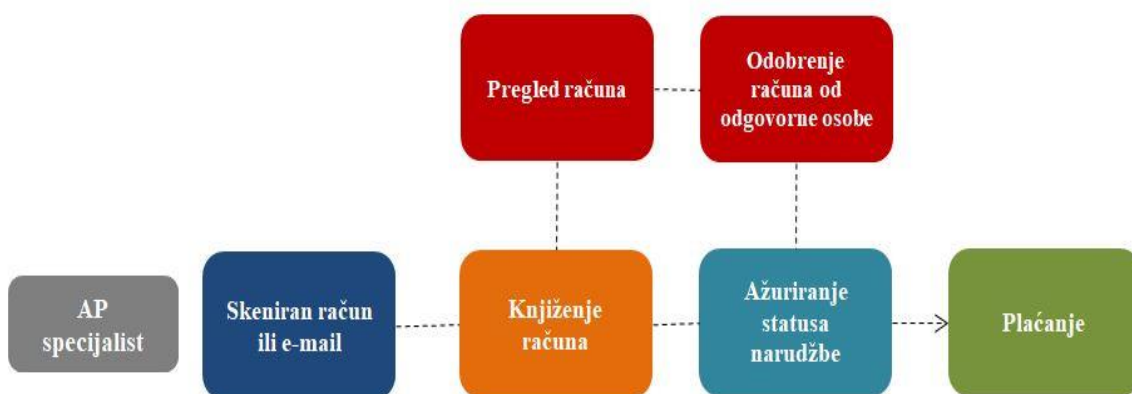 Pregled računa
Odobrenje
računa od
odgovorne osobe
AP
specijalist
Skeniran račun
ili e-mail
Knjiženje
računa
Ažuriranje
statusa
narudžbe
Plaćanje